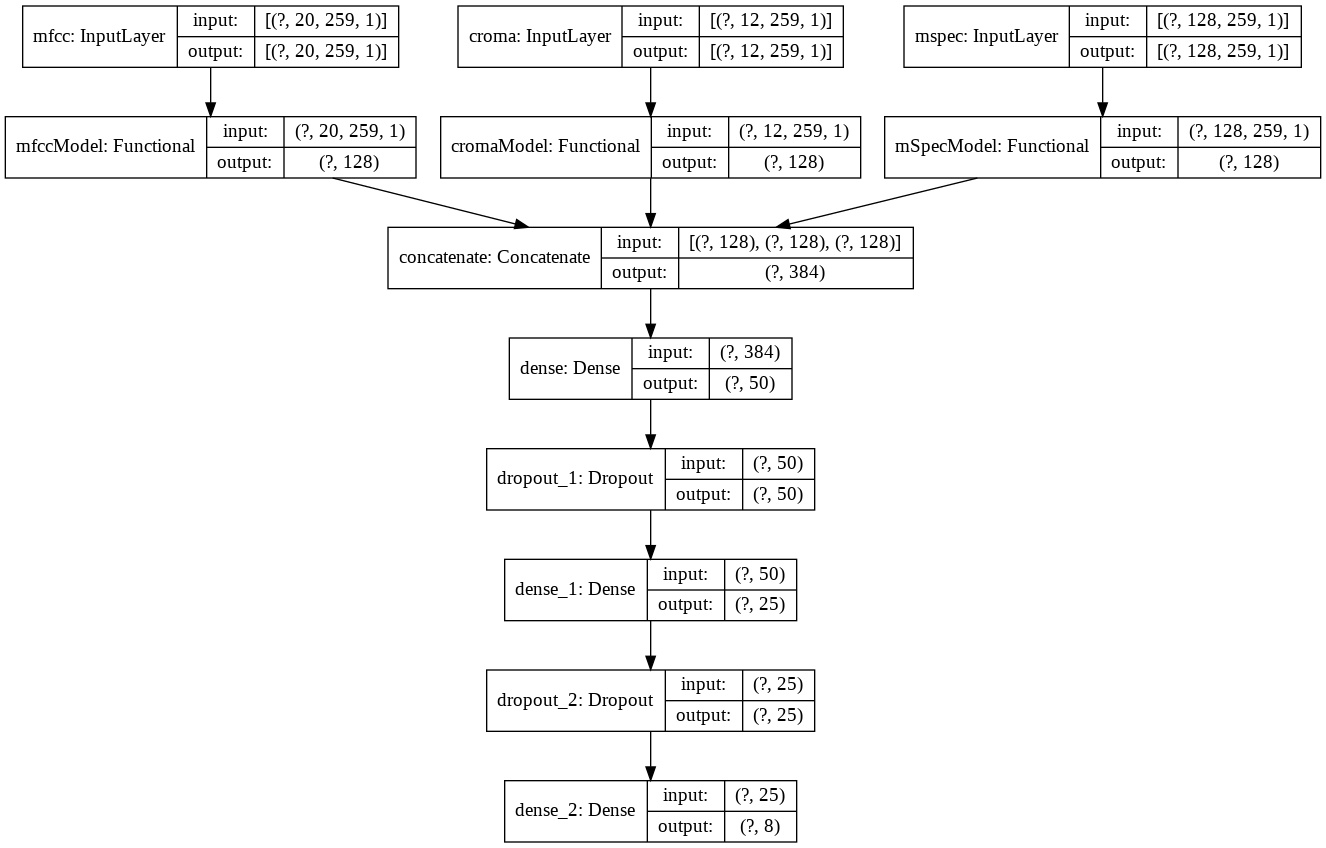 mfcc: InputLayer input: [(?, 20, 259, 1)] output: [(?, 20, 259, 1)]
croma: InputLayer input: [(?, 12, 259, 1)] output: [(?, 12, 259, 1)]
mspec: InputLayer input: [(?, 128, 259, 1)] output: [(?, 128, 259, 1)]
mfccModel: Functional input: (?, 20, 259, 1) output: (?, 128)
cromaModel: Functional input: (?, 12, 259, 1) output: (?, 128)
mSpecModel: Functional input: (?, 128, 259, 1) output: (?, 128)
concatenate: Concatenate input: [(?, 128), (?, 128), (?, 128)] output: (?, 384)
dense: Dense input: (?, 384) output: (?, 50)
dropout_1: Dropout input: (?, 50) output: (?, 50)
dense_1: Dense input: (?, 50) output: (?, 25)
dropout_2: Dropout input: (?, 25) output: (?, 25)
dense_2: Dense input: (?, 25) output: (?, 8)